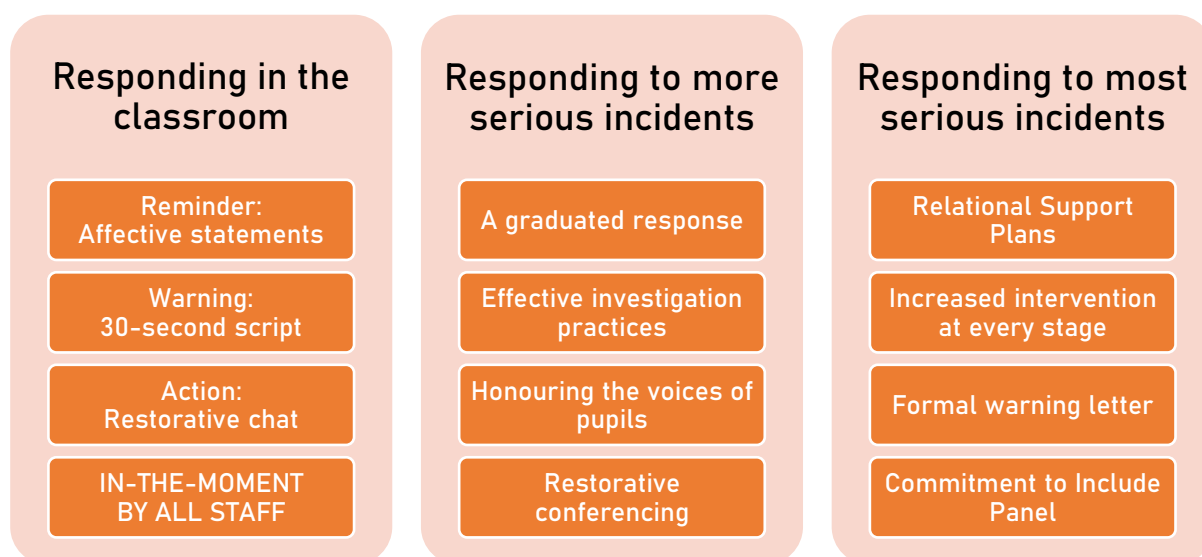 Responding in the
classroom
Reminder:
Affective statements
Warning:
30-second script
Action:
Restorative chat
IN-THE-MOMENT
BY ALL STAFF
Responding to more
serious incidents
A graduated response
Effective investigation
practices
Honouring the voices of
pupils
Restorative
conferencing
Responding to most
serious incidents
Relational Support
Plans
Increased intervention
at every stage
Formal warning letter
Commitment to Include
Panel